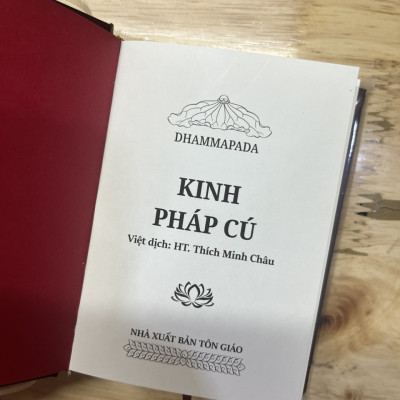 DHAMMAPADA
KINH
PHÁP CÚ
Việt dịch: HT. Thích Minh Châu
NHÀ XUẤT BẢN TÔN GIÁO